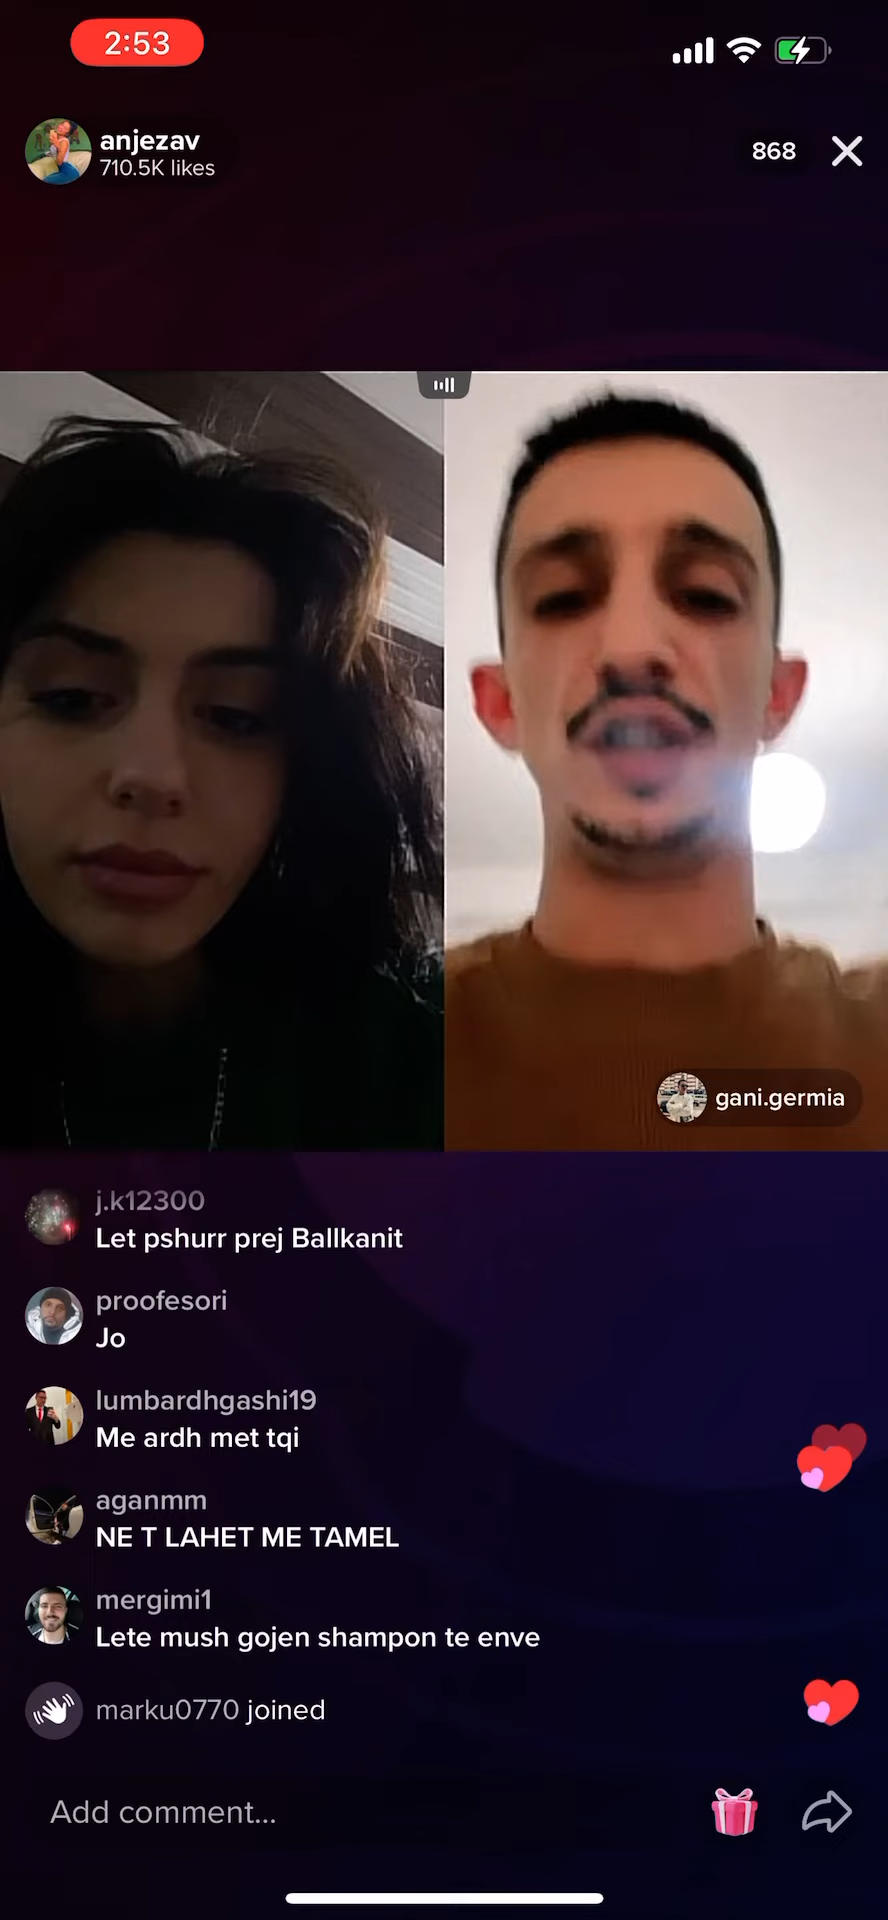 2:53
anjezav
710.5K likes
868
gani.germia
j.k12300
Let pshurr prej Ballkanit
proofesori
Jo
lumbardhgashi19
Me ardh met tqi
aganmm
NE T LAHET ME TAMEL
mergimi1
Lete mush gojen shampon te enve
marku0770 joined
Add comment...